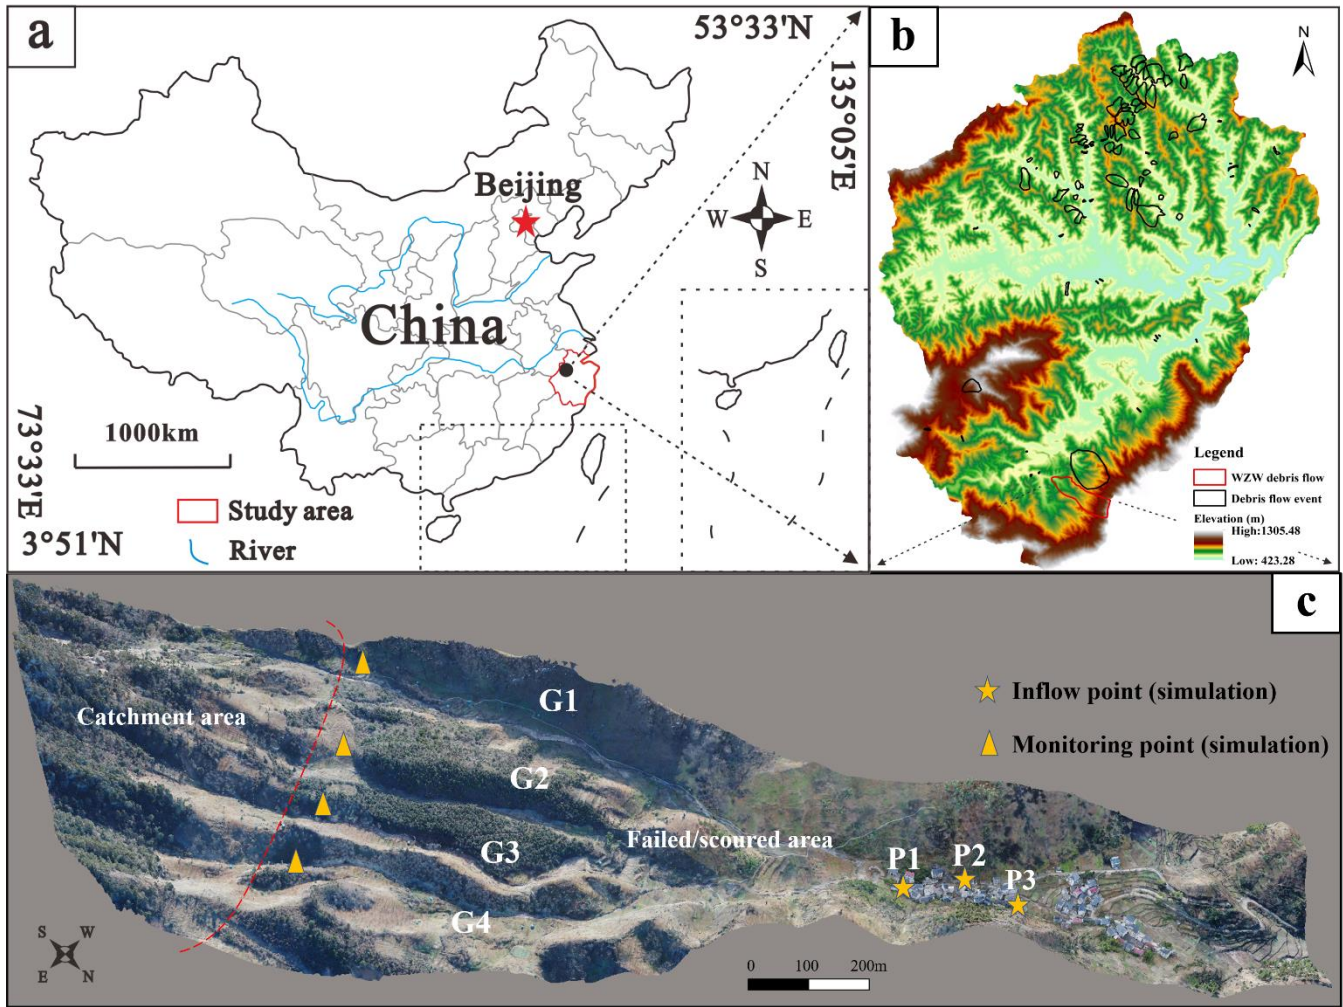 a
53°33'N
135°05'E
Beijing
N
W
E
S
China
73°33'E
1000km
Study area
River
3°51'N
b
N
Legend
WZW debris flow
Debris flow event
Elevation (m)
High:1305.48
Low: 423.28
c
G1
Catchment area
G2
Failed/scoured area
G3
G4
P1
P2
P3
Inflow point (simulation)
Monitoring point (simulation)
S
W
E
N
0
100
200m